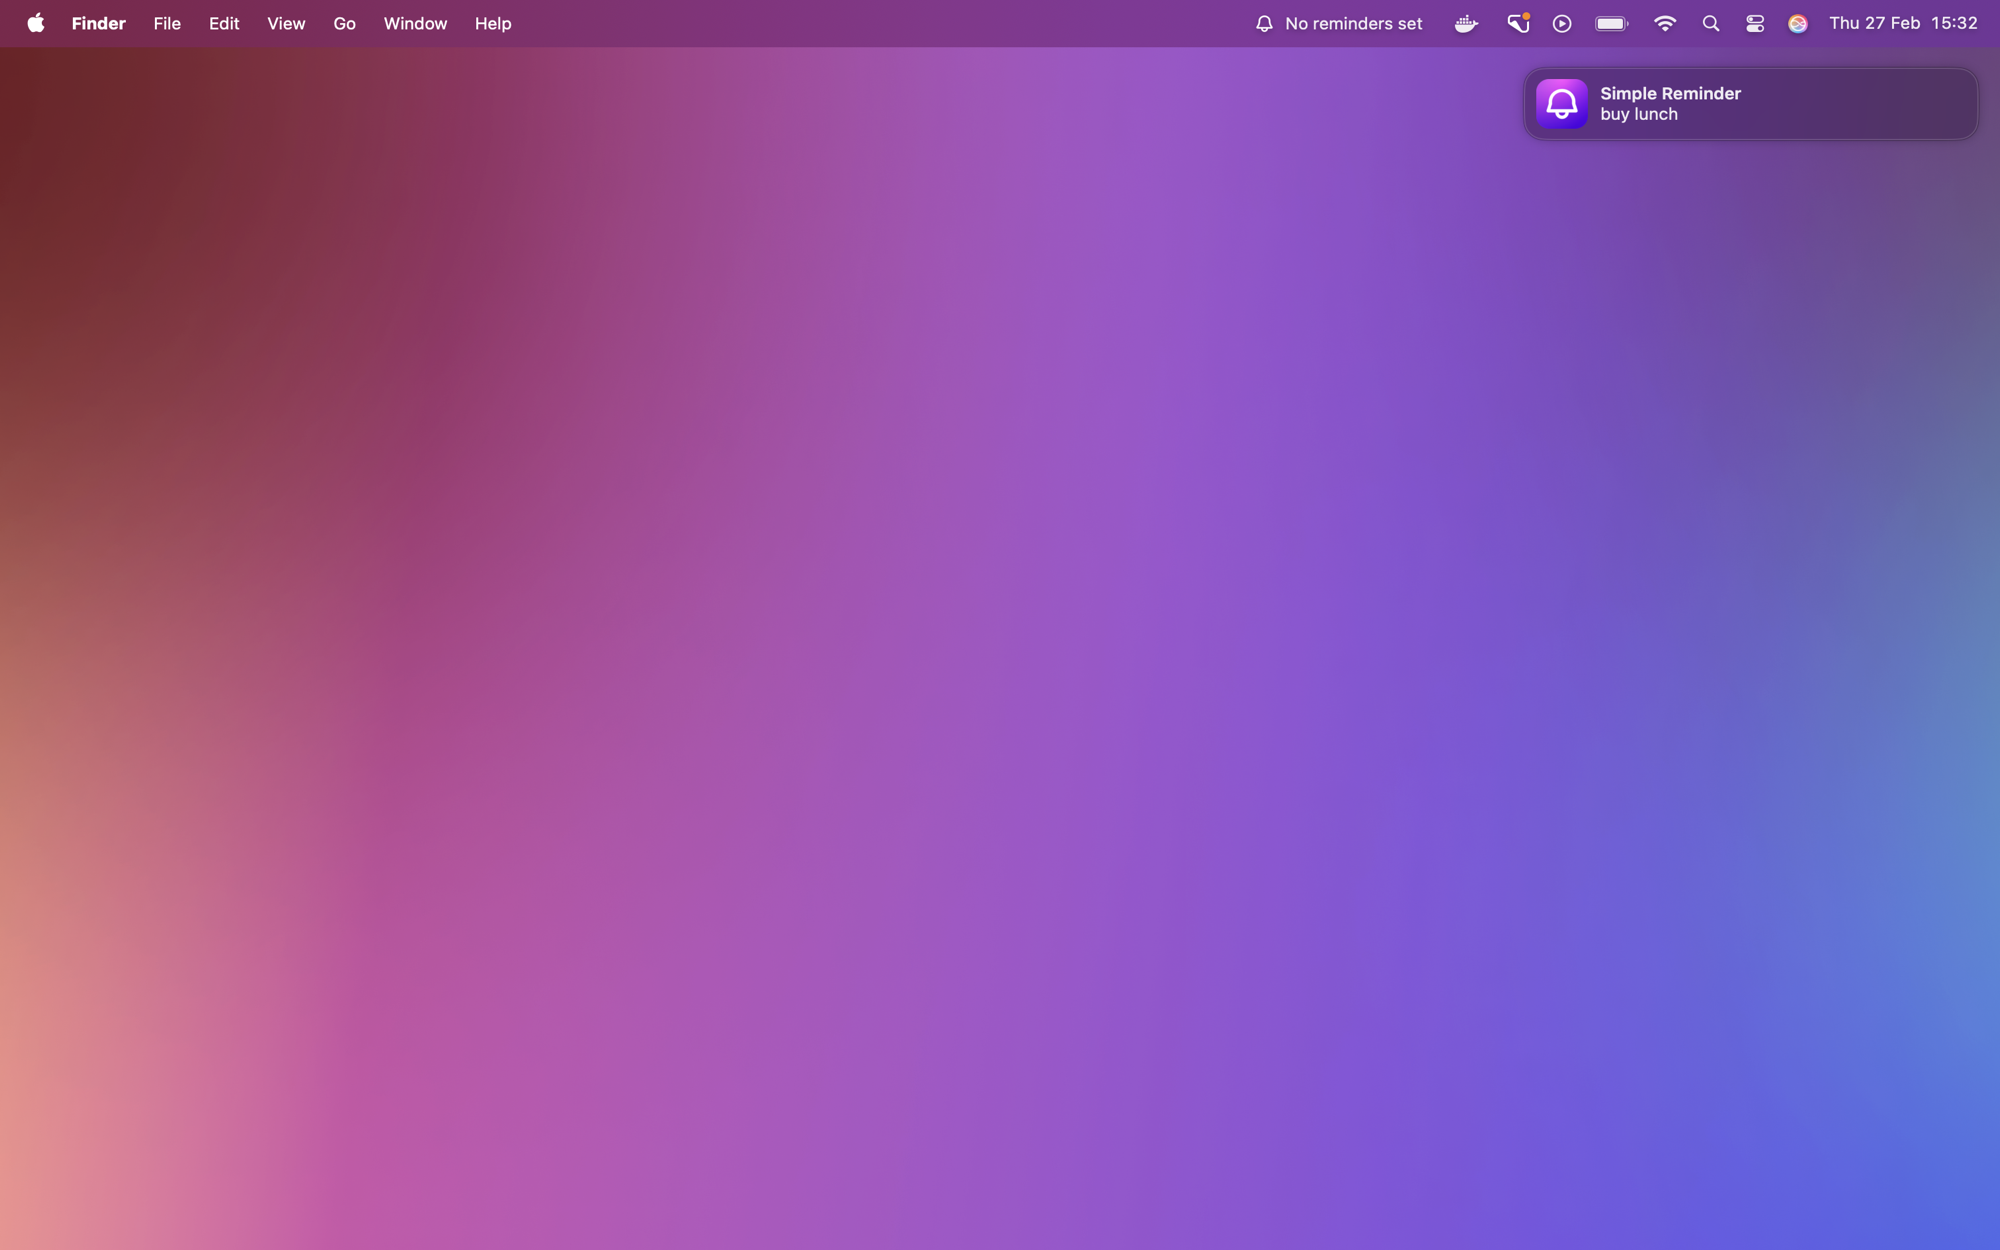 Finder File Edit View Go Window Help No reminders set Thu 27 Feb 15:32
Simple Reminder
buy lunch